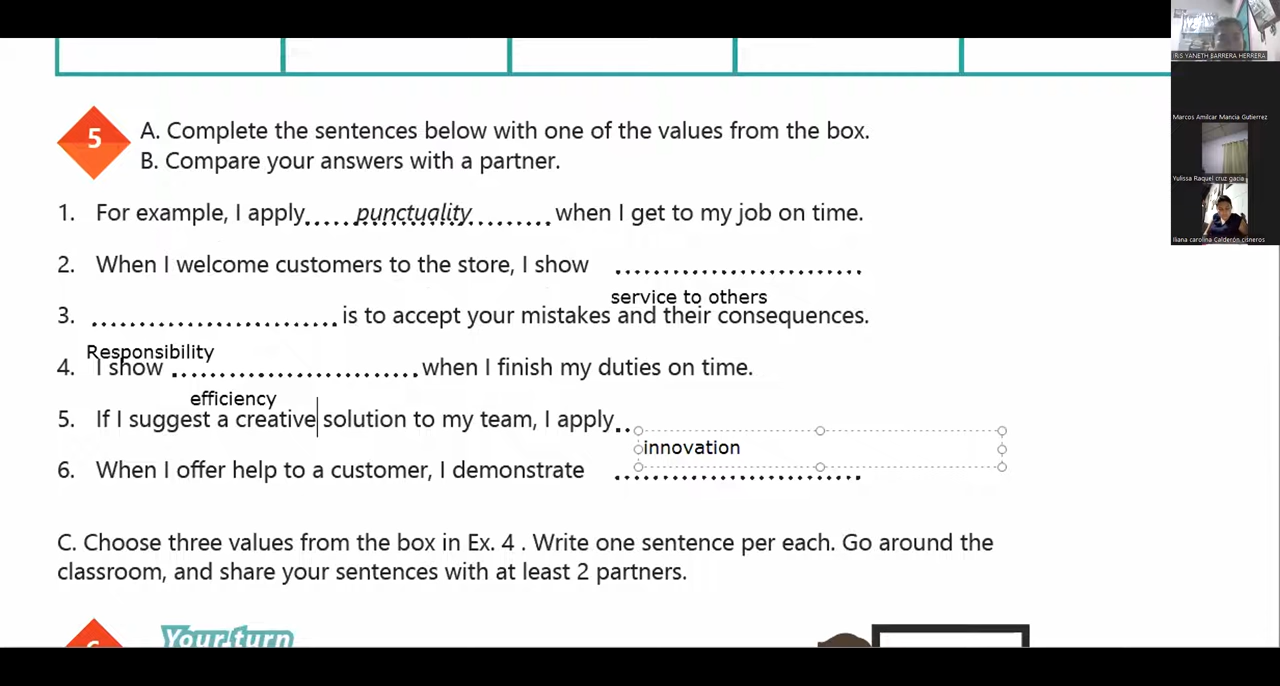 5
A. Complete the sentences below with one of the values from the box.
B. Compare your answers with a partner.
1. For example, I apply.....punctuality........when I get to my job on time.
2. When I welcome customers to the store, I show ..........................
service to others
3. ..........................is to accept your mistakes and their consequences.
Responsibility
4. I show ..........................when I finish my duties on time.
efficiency
5. If I suggest a creative solution to my team, I apply..
innovation
6. When I offer help to a customer, I demonstrate ..........................
C. Choose three values from the box in Ex. 4 . Write one sentence per each. Go around the
classroom, and share your sentences with at least 2 partners.
Your turn
IRIS YANETH BARRERA HERRERA
Marcos Amilcar Mancia Gutierrez
Yulissa Raquel cruz gacia
Iliana carolina Calderón cisneros